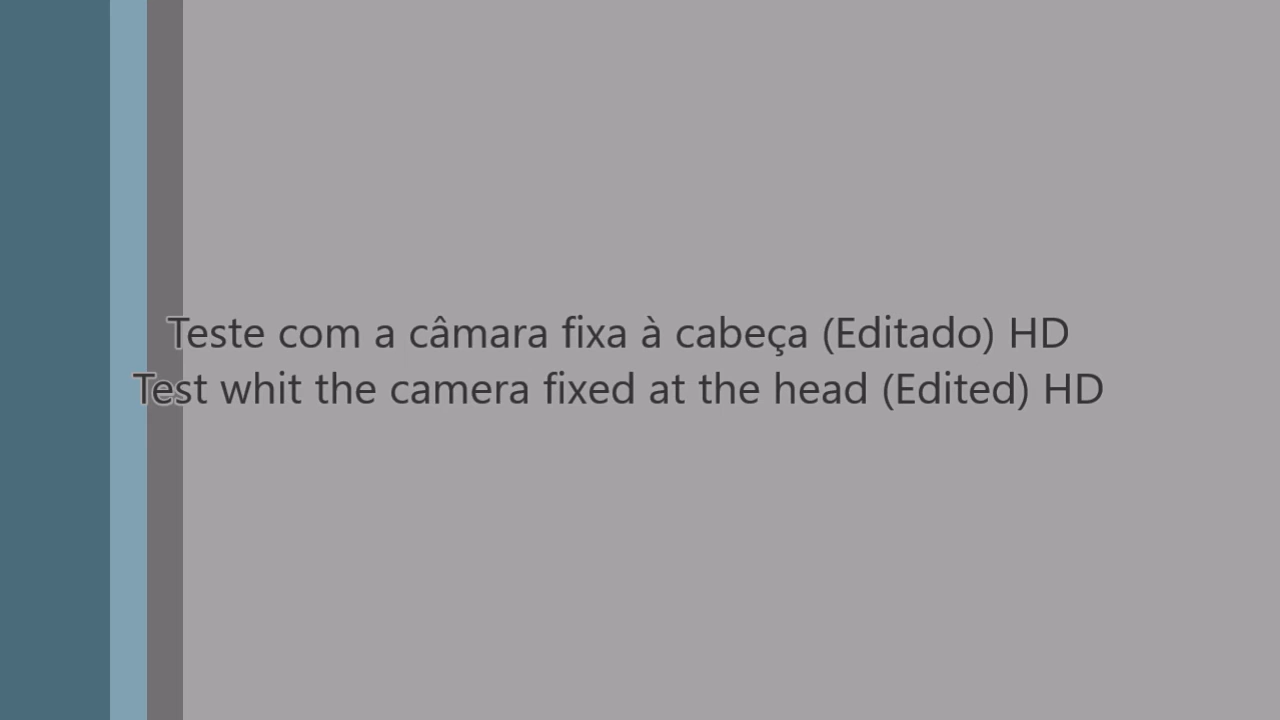 Teste com a câmara fixa à cabeça (Editado) HD
Test whit the camera fixed at the head (Edited) HD